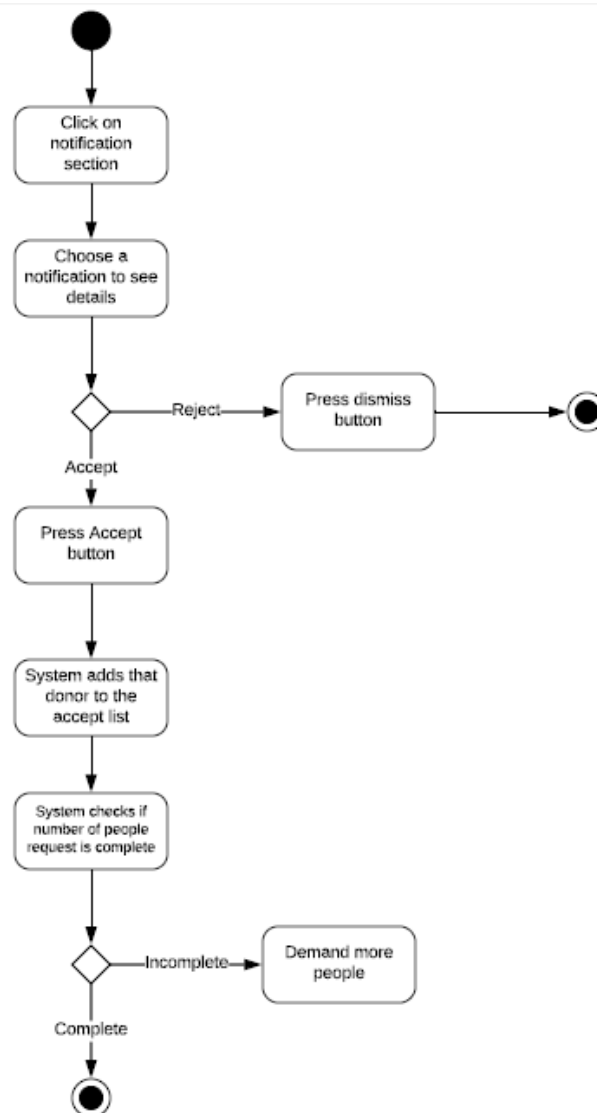 Click on
notification
section
Choose a
notification to see
details
Reject
Press dismiss
button
Accept
Press Accept
button
System adds that
donor to the
accept list
System checks if
number of people
request is complete
Incomplete
Demand more
people
Complete